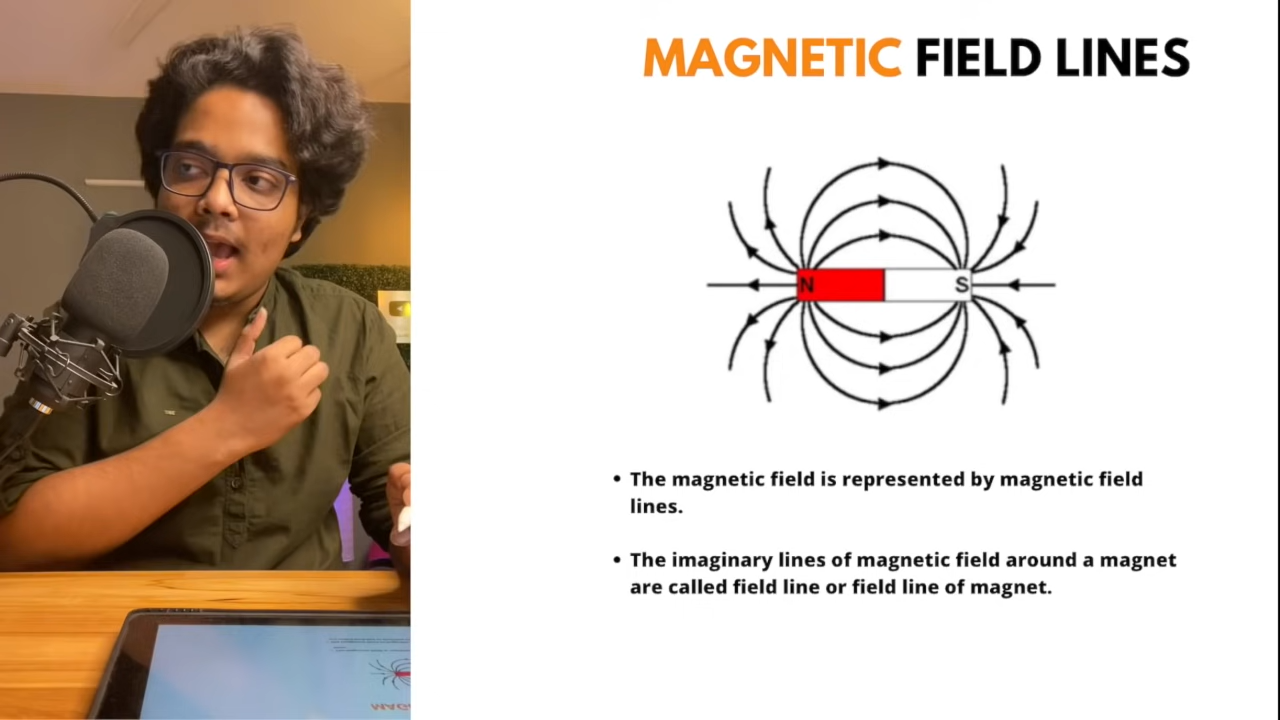 MAGNETIC FIELD LINES
N S
• The magnetic field is represented by magnetic field
lines.
• The imaginary lines of magnetic field around a magnet
are called field line or field line of magnet.